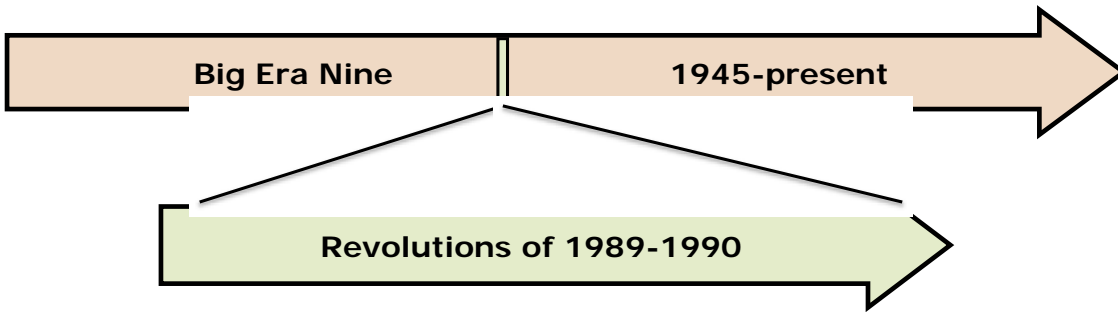 Big Era Nine 1945-present
Revolutions of 1989-1990